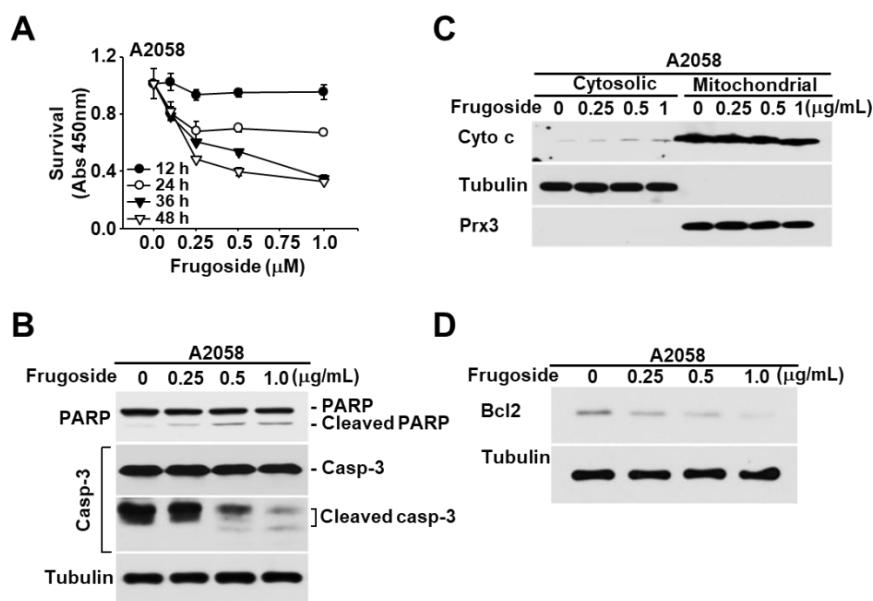 A
A2058
1.2
0.8
0.4
0.0
Survival
(Abs 450nm)
12 h
24 h
36 h
48 h
0.0 0.25 0.5 0.75 1.0
Frugoside (μM)
B
A2058
Frugoside 0 0.25 0.5 1.0 (μg/mL)
PARP
- PARP
- Cleaved PARP
Casp-3
- Casp-3
Cleaved casp-3
Tubulin
C
A2058
Cytosolic Mitochondrial
Frugoside 0 0.25 0.5 1 0 0.25 0.5 1 (μg/mL)
Cyto c
Tubulin
Prx3
D
A2058
Frugoside 0 0.25 0.5 1.0 (μg/mL)
Bcl2
Tubulin